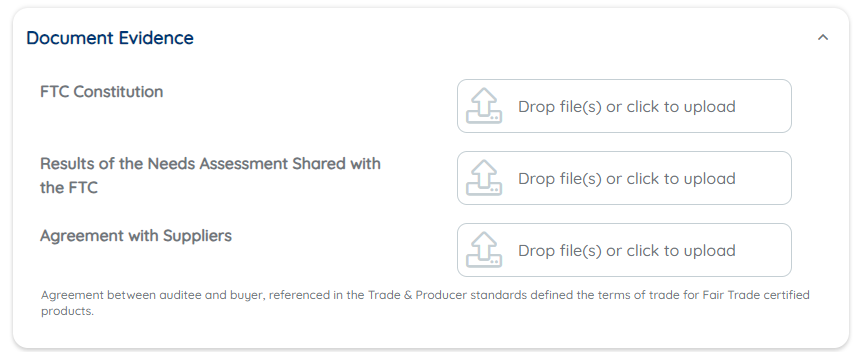 Document Evidence
FTC Constitution
Drop file(s) or click to upload
Results of the Needs Assessment Shared with
the FTC
Drop file(s) or click to upload
Agreement with Suppliers
Drop file(s) or click to upload
Agreement between auditee and buyer, referenced in the Trade & Producer standards defined the terms of trade for Fair Trade certified
products.